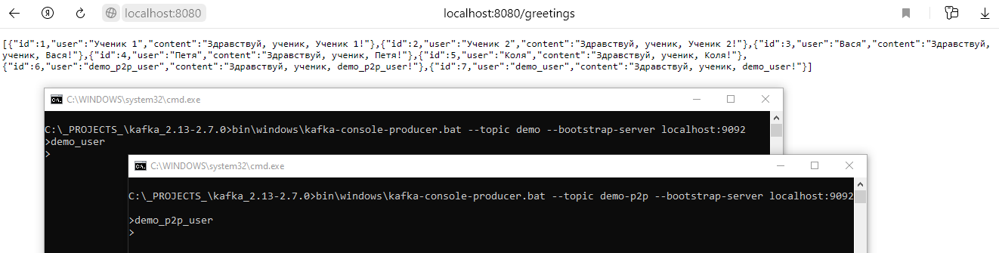 localhost:8080
localhost:8080/greetings
[{"id":1,"user":"Ученик 1","content":"Здравствуй, ученик, Ученик 1!"},{"id":2,"user":"Ученик 2","content":"Здравствуй, ученик, Ученик 2!"},{"id":3,"user":"Вася","content":"Здравствуй,
ученик, Вася!"},{"id":4,"user":"Петя","content":"Здравствуй, ученик, Петя!"},{"id":5,"user":"Коля","content":"Здравствуй, ученик, Коля!"},
{"id":6,"user":"demo_p2p_user","content":"Здравствуй, ученик, demo_p2p_user!"},{"id":7,"user":"demo_user","content":"Здравствуй, ученик, demo_user!"}]
C:\WINDOWS\system32\cmd.exe
C:\_PROJECTS_\kafka_2.13-2.7.0>bin\windows\kafka-console-producer.bat --topic demo --bootstrap-server localhost:9092
>demo_user
>
C:\WINDOWS\system32\cmd.exe
C:\_PROJECTS_\kafka_2.13-2.7.0>bin\windows\kafka-console-producer.bat --topic demo-p2p --bootstrap-server localhost:9092
>demo_p2p_user
>